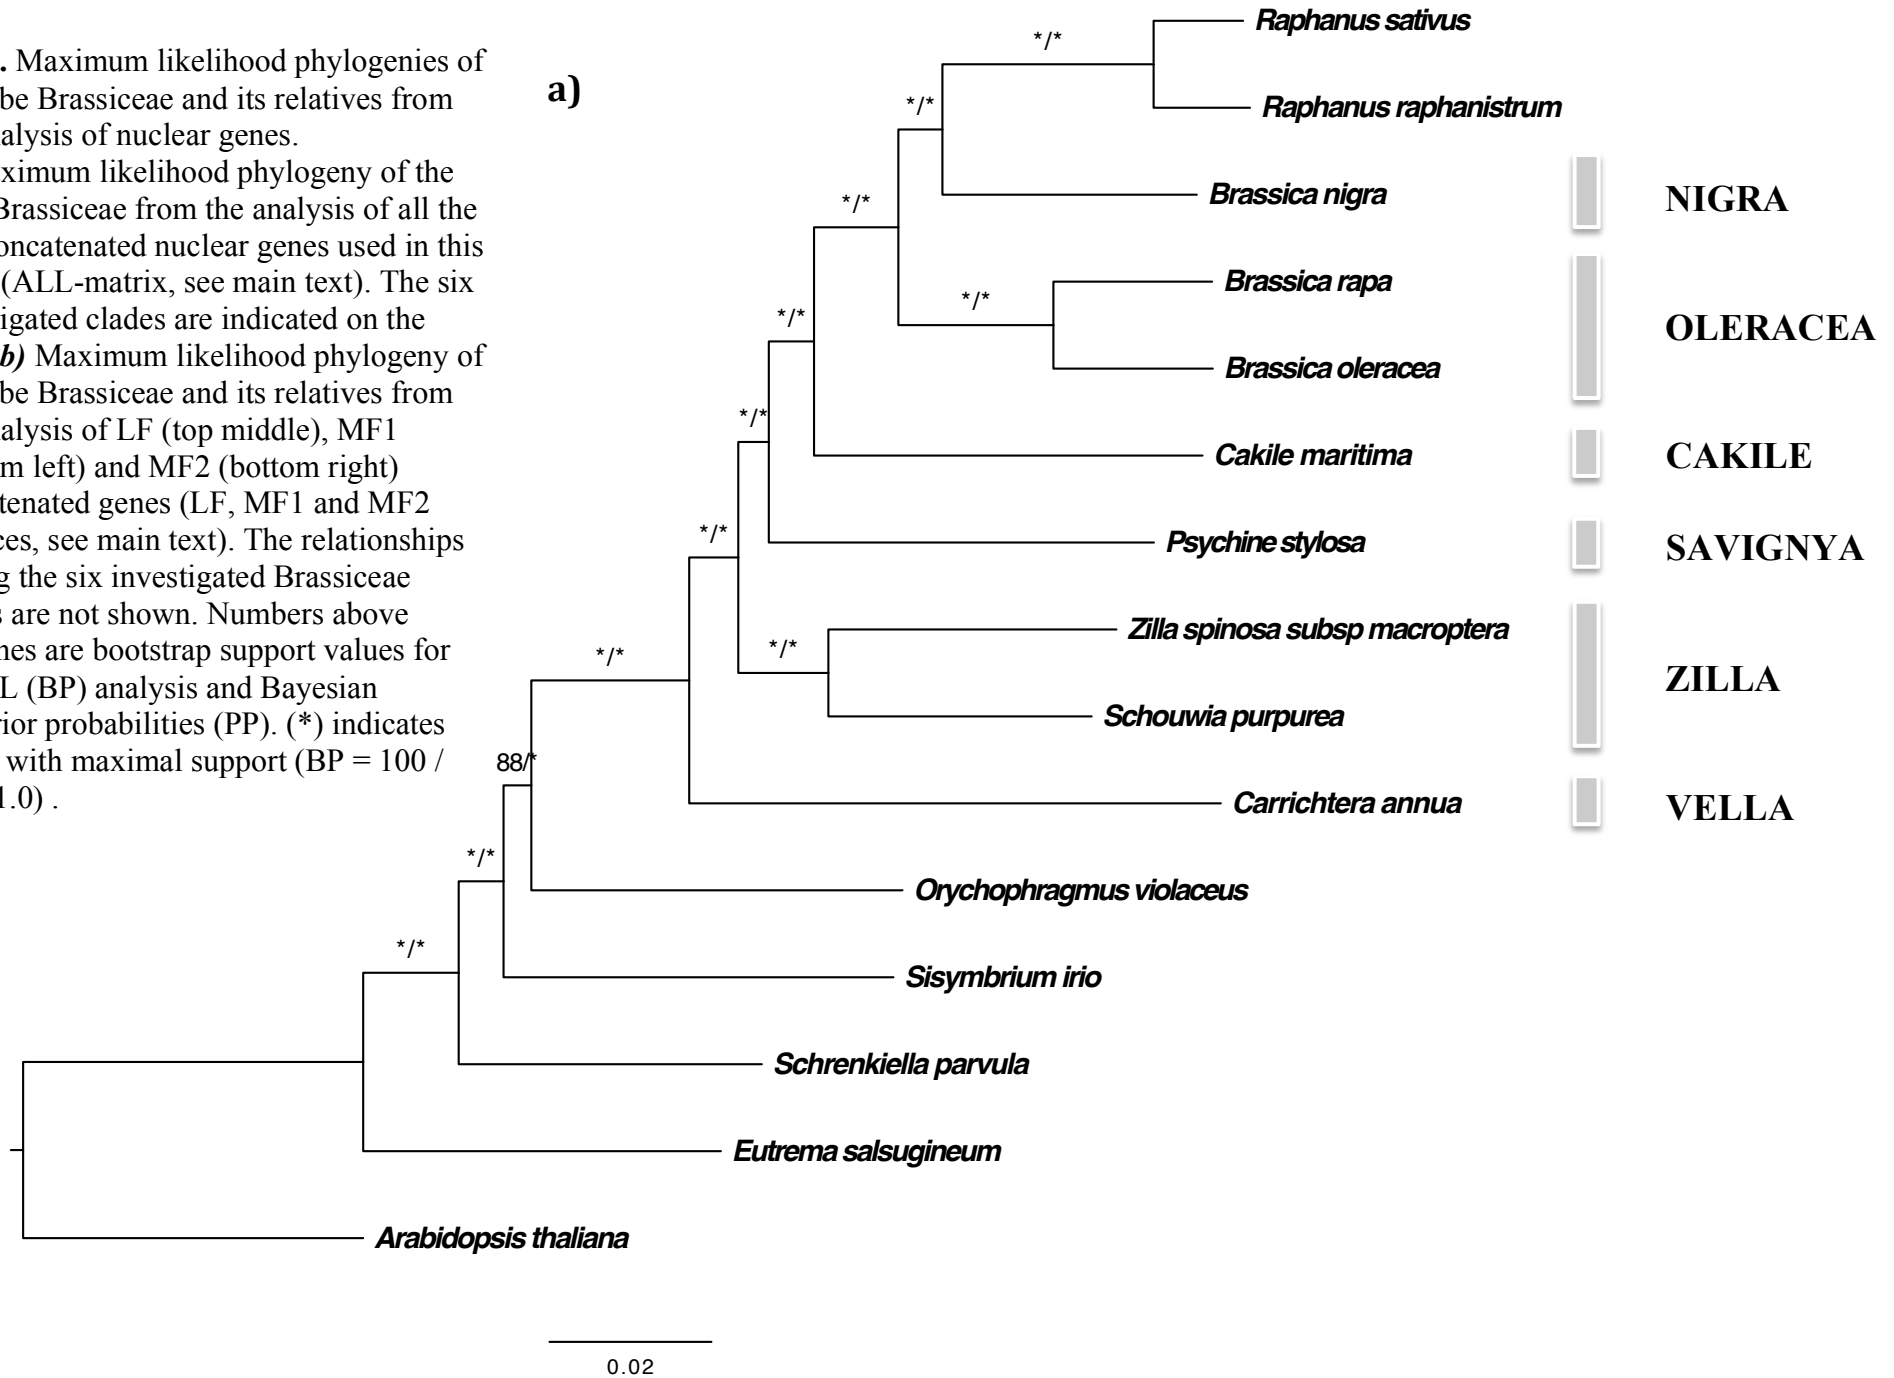 . Maximum likelihood phylogenies of
be Brassiceae and its relatives from
alysis of nuclear genes.
ximum likelihood phylogeny of the
Brassiceae from the analysis of all the
oncatenated nuclear genes used in this
(ALL-matrix, see main text). The six
igated clades are indicated on the
b) Maximum likelihood phylogeny of
be Brassiceae and its relatives from
alysis of LF (top middle), MF1
m left) and MF2 (bottom right)
tenated genes (LF, MF1 and MF2
ces, see main text). The relationships
g the six investigated Brassiceae
s are not shown. Numbers above
nes are bootstrap support values for
L (BP) analysis and Bayesian
rior probabilities (PP). (*) indicates
with maximal support (BP = 100 /
1.0) .
a)
Raphanus sativus
*/*
Raphanus raphanistrum
*/*
Brassica nigra
NIGRA
*/*
Brassica rapa
*/*
OLERACEA
*/*
Brassica oleracea
*/*
Cakile maritima
CAKILE
*/*
Psychine stylosa
SAVIGNYA
Zilla spinosa subsp macroptera
*/*
*/*
ZILLA
Schouwia purpurea
88/*
Carrichtera annua
VELLA
*/*
Orychophragmus violaceus
*/*
Sisymbrium irio
Schrenkiella parvula
Eutrema salsugineum
Arabidopsis thaliana
0.02